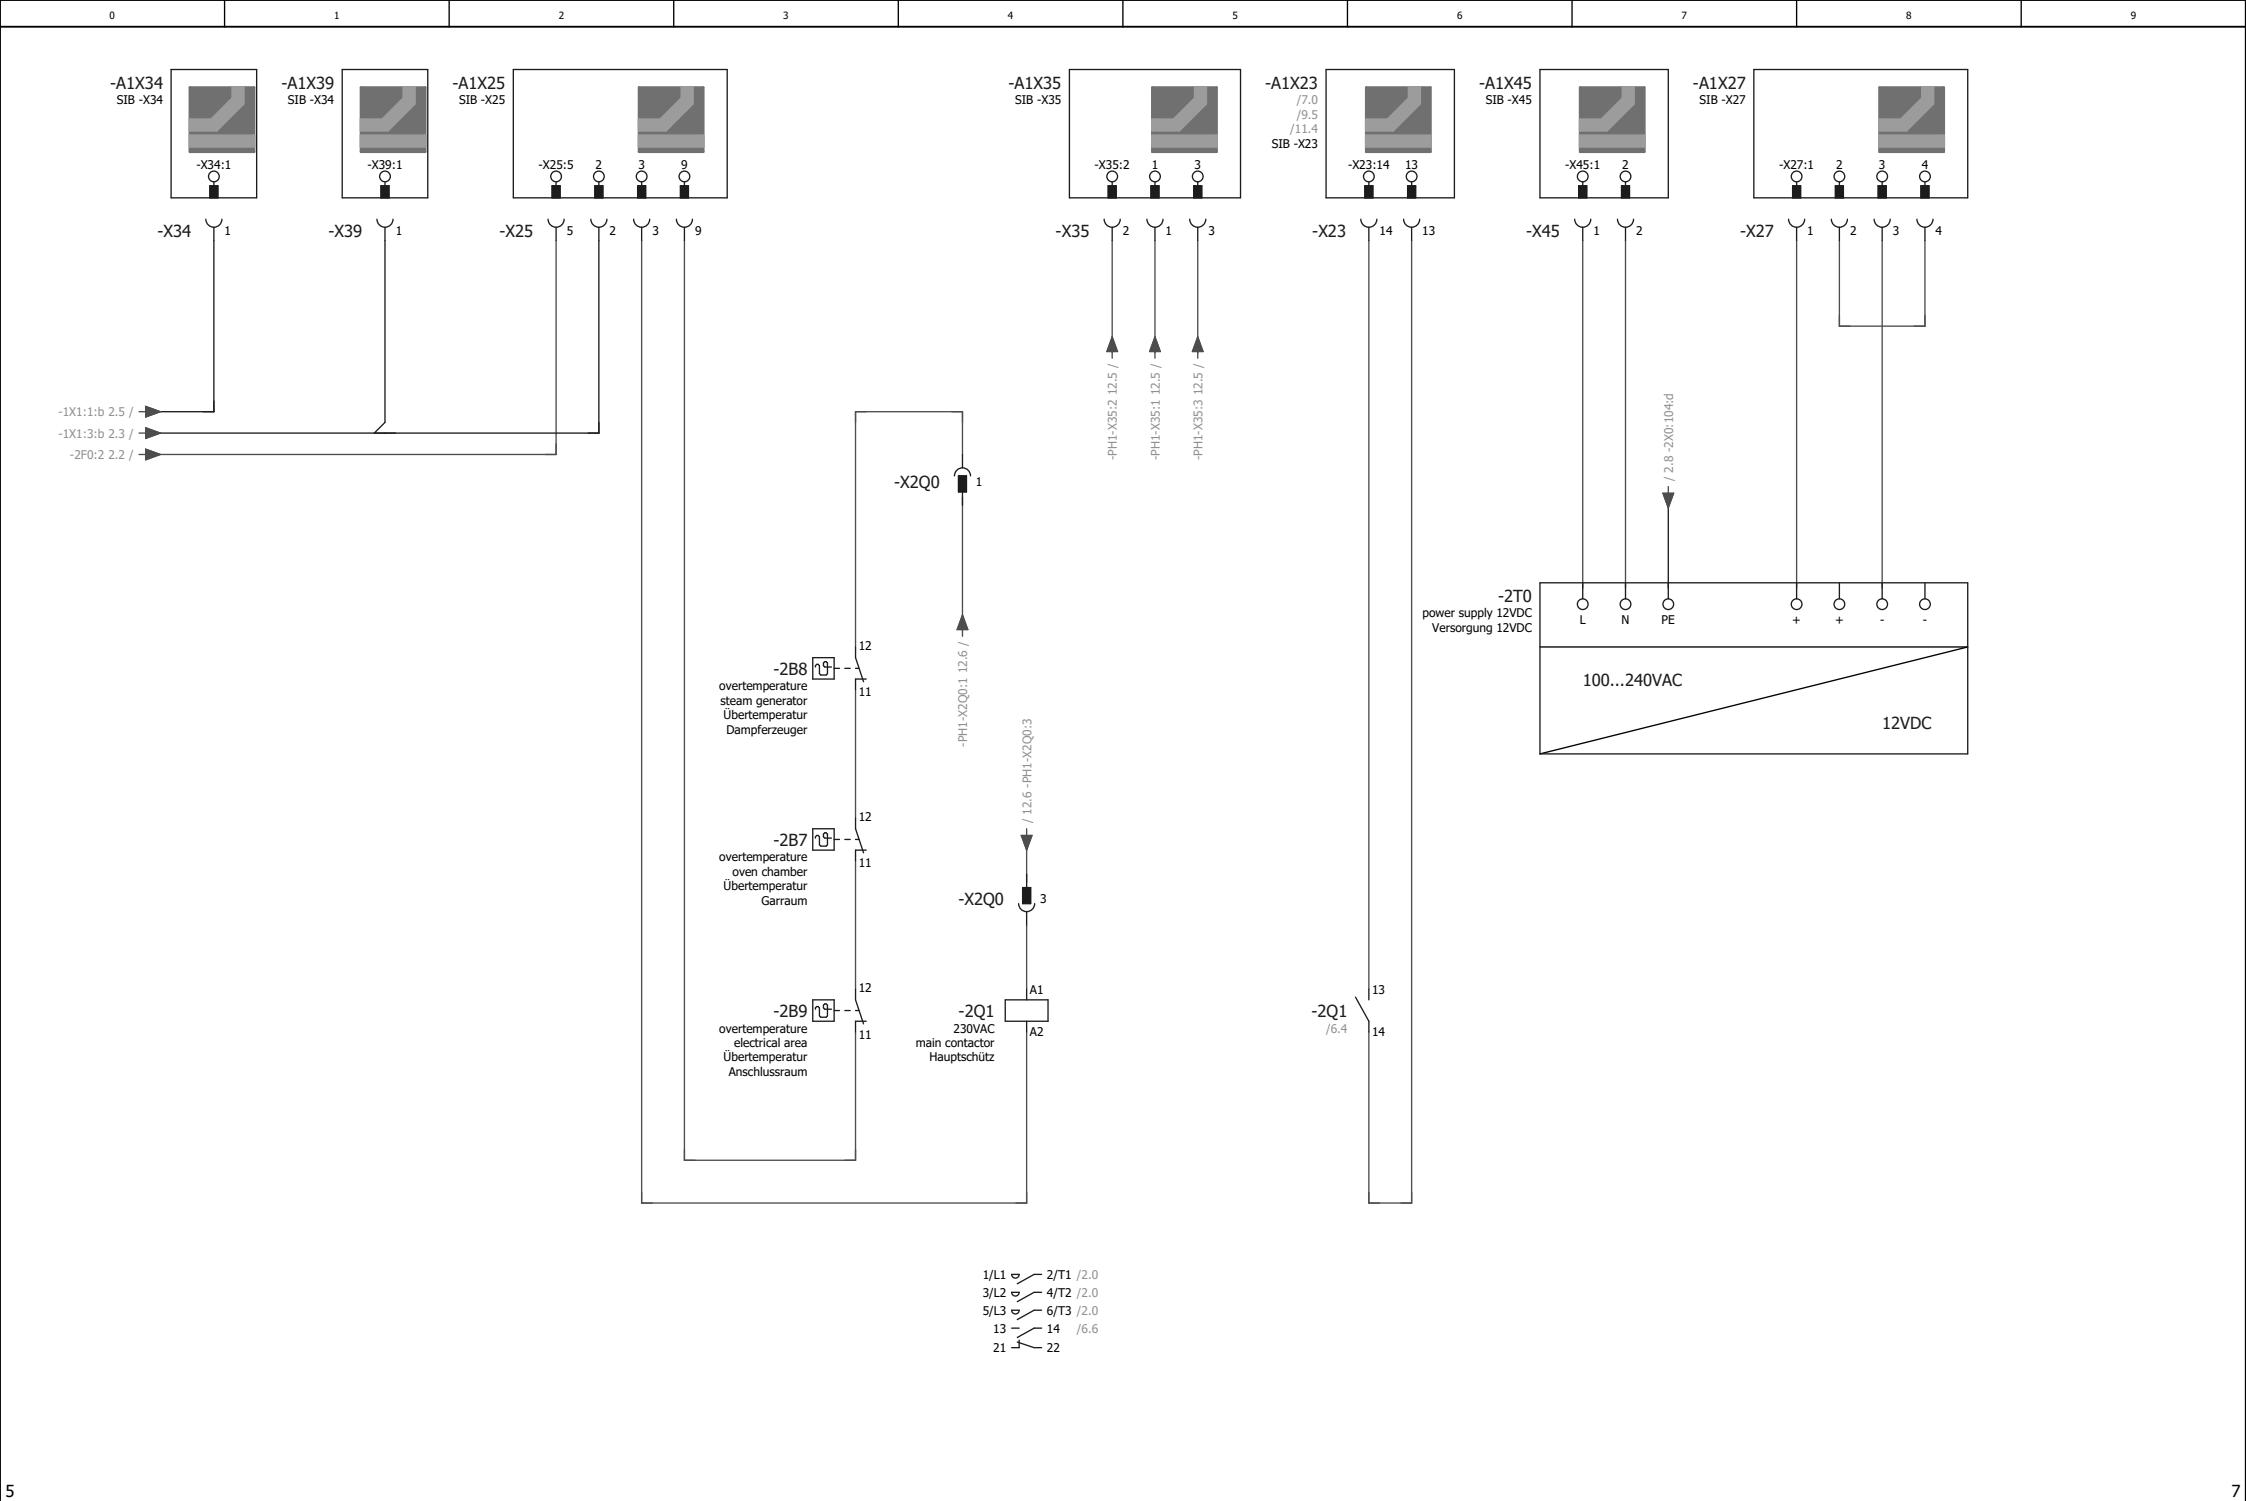 0 1 2 3 4 5 6 7 8 9
-A1X34
SIB -X34
-X34:1
-X34 1
-A1X39
SIB -X34
-X39:1
-X39 1
-A1X25
SIB -X25
-X25:5 2 3 9
-X25 5 2 3 9
-A1X35
SIB -X35
-X35:2 1 3
-X35 2 1 3
-A1X23
/7.0
/9.5
/11.4
SIB -X23
-X23:14 13
-X23 14 13
-A1X45
SIB -X45
-X45:1 2
-X45 1 2
-A1X27
SIB -X27
-X27:1 2 3 4
-X27 1 2 3 4
-1X1:1:b 2.5 /
-1X1:3:b 2.3 /
-2F0:2 2.2 /
-PH1-X35:2 12.5 /
-PH1-X35:1 12.5 /
-PH1-X35:3 12.5 /
/ 2.8 -2X0:104:d
-X2Q0 1
-PH1-X2Q0:1 12.6 /
-2T0
power supply 12VDC
Versorgung 12VDC
L N PE + + - -
100...240VAC
12VDC
12
-2B8
overtemperature
steam generator
Übertemperatur
Dampferzeuger
11
/ 12.6 -PH1-X2Q0:3
12
-2B7
overtemperature
oven chamber
Übertemperatur
Garraum
11
-X2Q0 3
12
-2B9
overtemperature
electrical area
Übertemperatur
Anschlussraum
11
A1
-2Q1
230VAC
main contactor
Hauptschütz
A2
13
-2Q1
/6.4
14
1/L1 2/T1 /2.0
3/L2 4/T2 /2.0
5/L3 6/T3 /2.0
13 14 /6.6
21 22
5
7